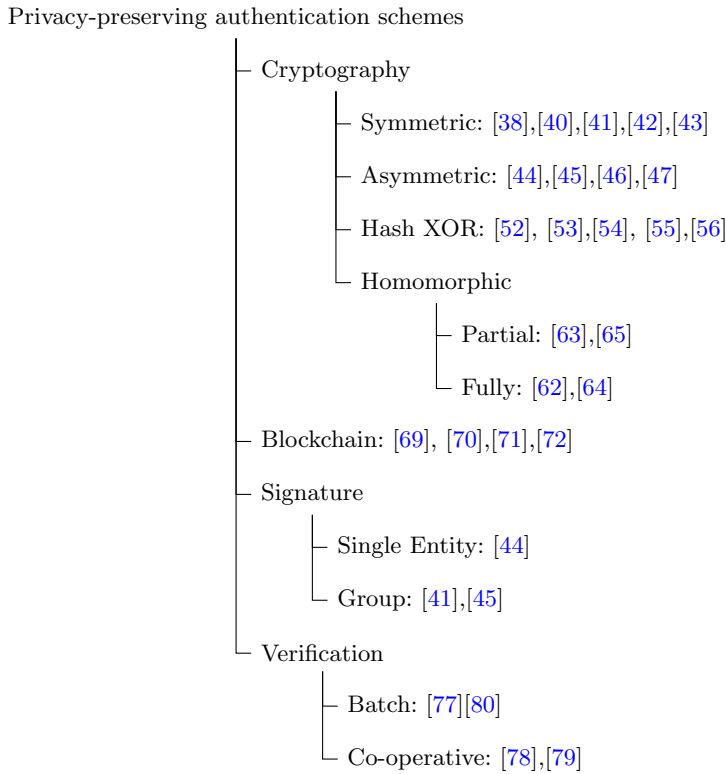 Privacy-preserving authentication schemes
Cryptography
Symmetric: [38],[40],[41],[42],[43]
Asymmetric: [44],[45],[46],[47]
Hash XOR: [52], [53],[54], [55],[56]
Homomorphic
Partial: [63],[65]
Fully: [62],[64]
Blockchain: [69], [70],[71],[72]
Signature
Single Entity: [44]
Group: [41],[45]
Verification
Batch: [77][80]
Co-operative: [78],[79]